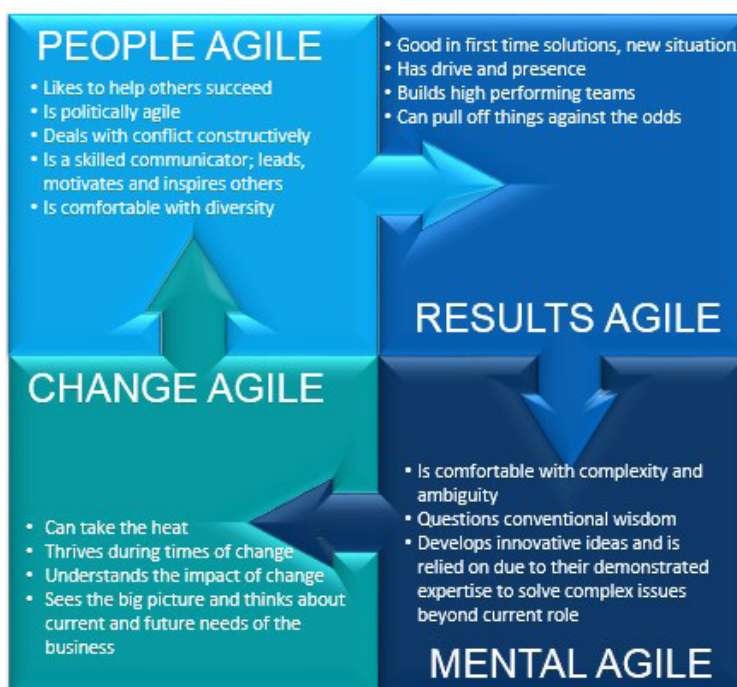 PEOPLE AGILE
• Likes to help others succeed
• Is politically agile
• Deals with conflict constructively
• Is a skilled communicator; leads,
motivates and inspires others
• Is comfortable with diversity
• Good in first time solutions, new situation
• Has drive and presence
• Builds high performing teams
• Can pull off things against the odds
RESULTS AGILE
CHANGE AGILE
• Can take the heat
• Thrives during times of change
• Understands the impact of change
• Sees the big picture and thinks about
current and future needs of the
business
• Is comfortable with complexity and
ambiguity
• Questions conventional wisdom
• Develops innovative ideas and is
relied on due to their demonstrated
expertise to solve complex issues
beyond current role
MENTAL AGILE